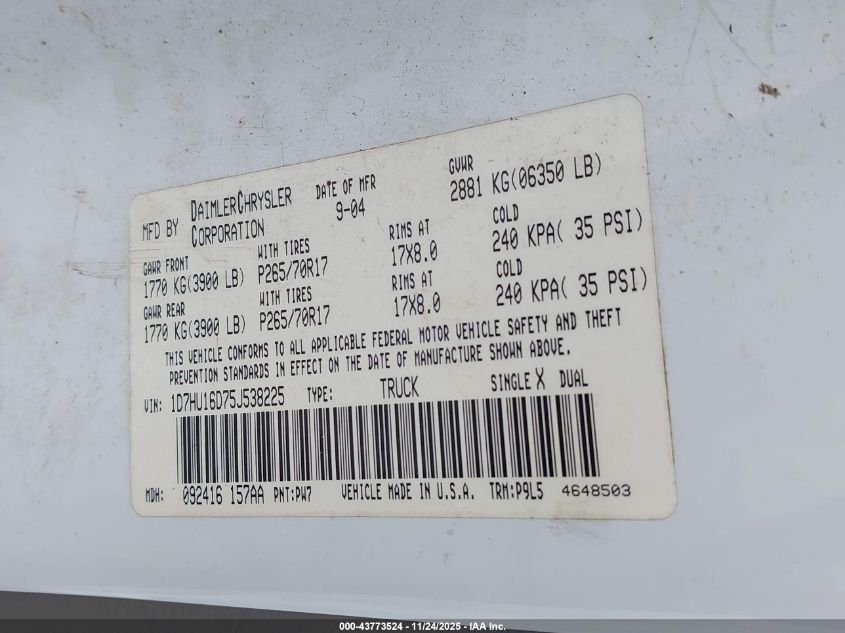 MFD BY DAIMLERCHRYSLER CORPORATION DATE OF MFR 9-04 GVWR 2881 KG(06350 LB)
GAWR FRONT WITH TIRES RIMS AT COLD
1770 KG(3900 LB) P265/70R17 17X8.0 240 KPA( 35 PSI)
GAWR REAR WITH TIRES RIMS AT COLD
1770 KG(3900 LB) P265/70R17 17X8.0 240 KPA( 35 PSI)
THIS VEHICLE CONFORMS TO ALL APPLICABLE FEDERAL MOTOR VEHICLE SAFETY AND THEFT
PREVENTION STANDARDS IN EFFECT ON THE DATE OF MANUFACTURE SHOWN ABOVE.
VIN: 1D7HU16D75J538225 TYPE: TRUCK SINGLE X DUAL
MDH: 092416 157AA PNT:PW7 VEHICLE MADE IN U.S.A. TRM:P9L5 4648503
000-43773524 - 11/24/2025 - IAA Inc.